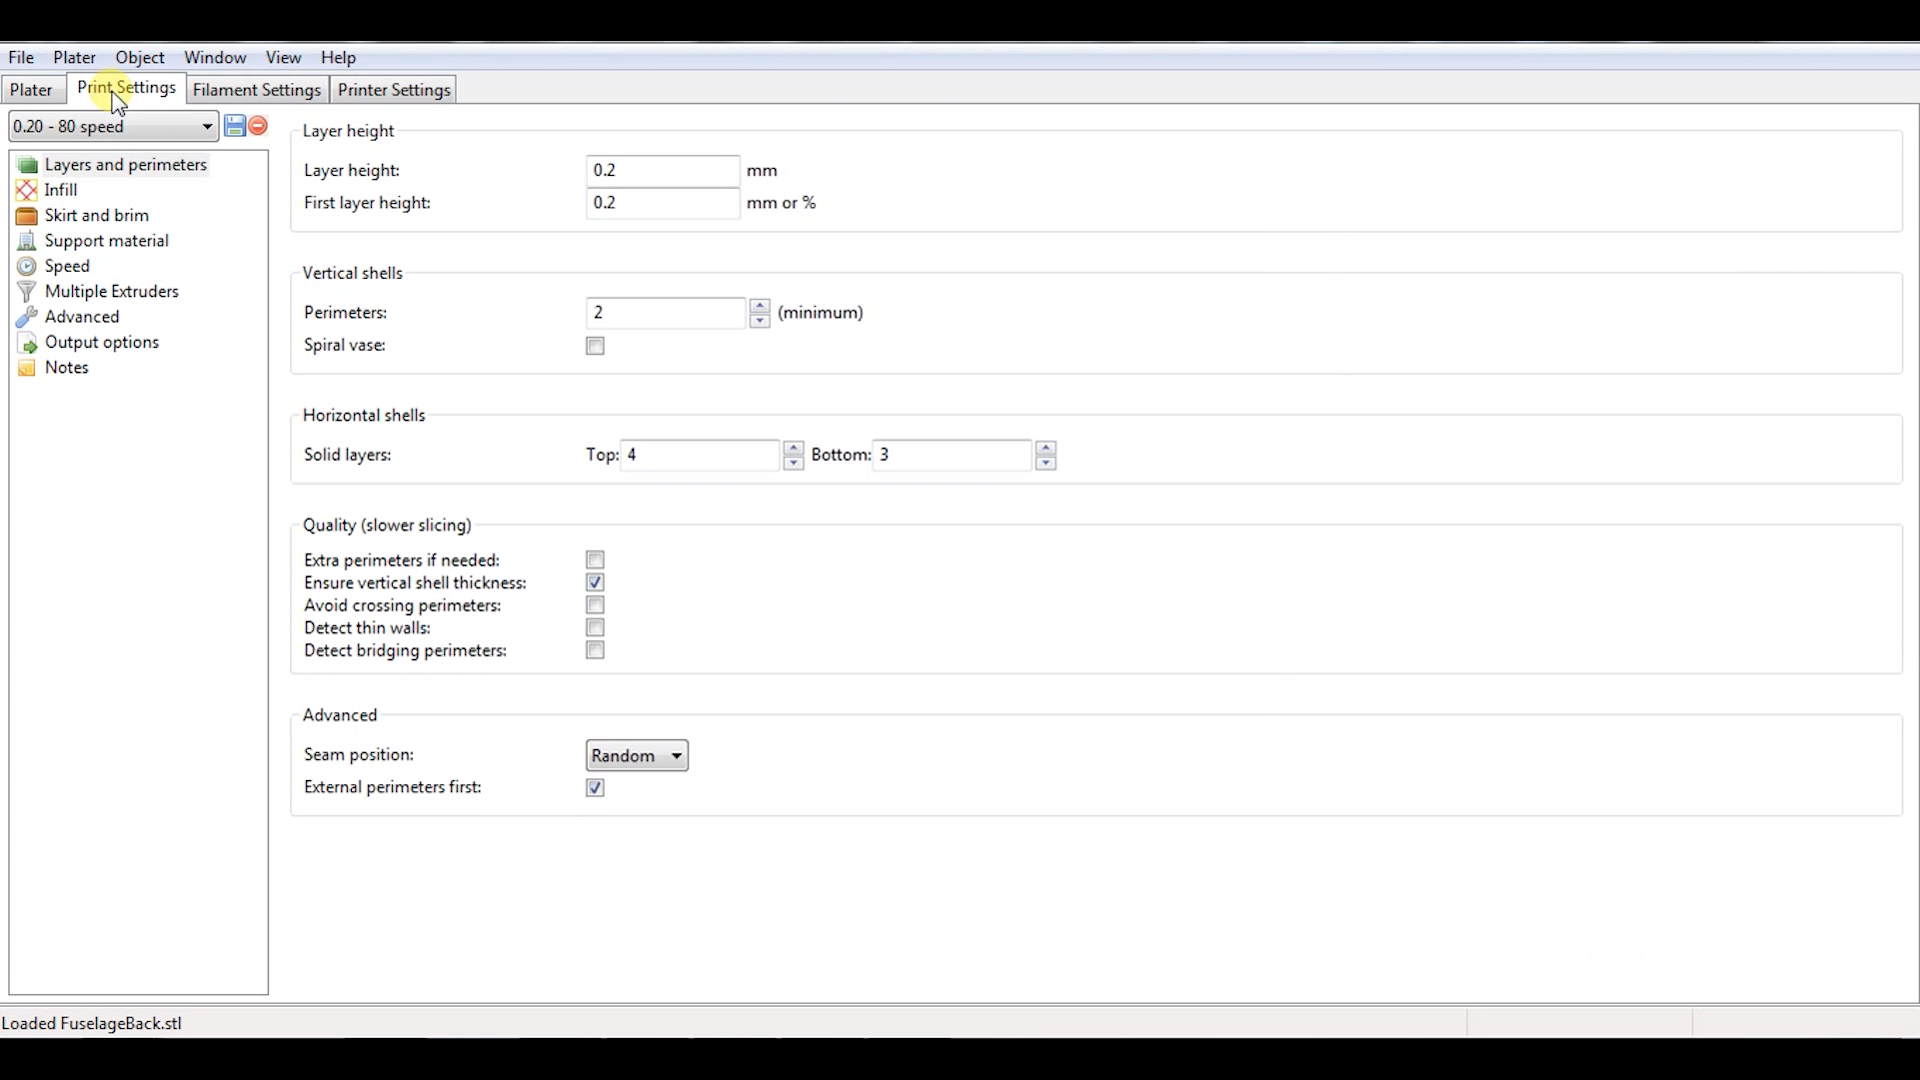 File Plater Object Window View Help
Plater Print Settings Filament Settings Printer Settings
0.20 - 80 speed
Layers and perimeters
Infill
Skirt and brim
Support material
Speed
Multiple Extruders
Advanced
Output options
Notes
Layer height
Layer height: 0.2 mm
First layer height: 0.2 mm or %
Vertical shells
Perimeters: 2 (minimum)
Spiral vase:
Horizontal shells
Solid layers: Top: 4 Bottom: 3
Quality (slower slicing)
Extra perimeters if needed:
Ensure vertical shell thickness:
Avoid crossing perimeters:
Detect thin walls:
Detect bridging perimeters:
Advanced
Seam position: Random
External perimeters first:
Loaded FuselageBack.stl